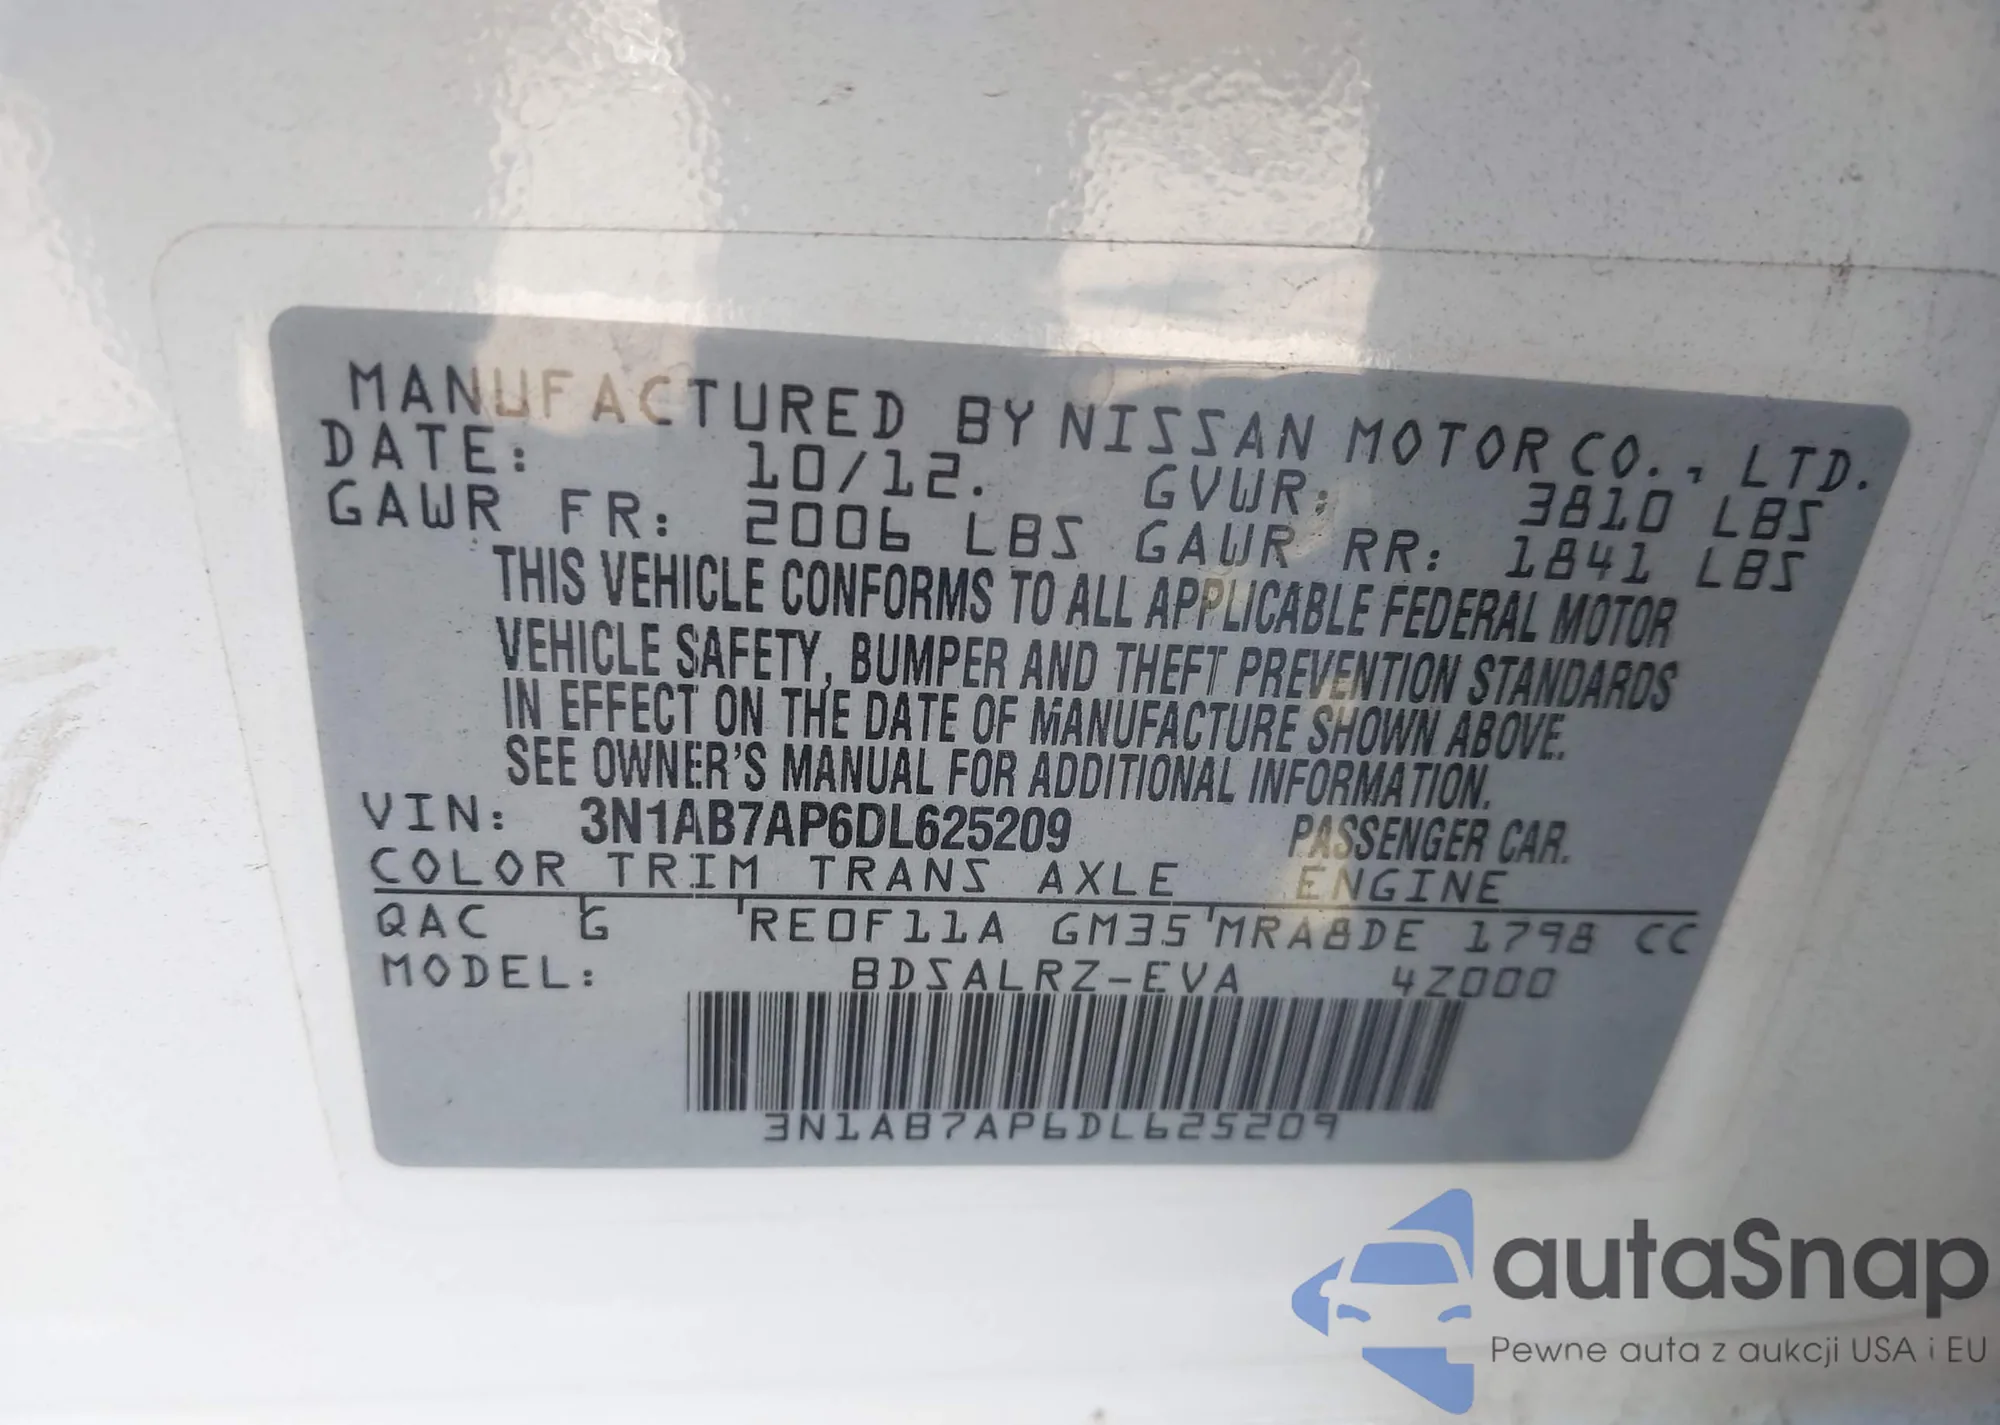 MANUFACTURED BY NISSAN MOTOR CO., LTD.
DATE: 10/12. GVWR: 3810 LBS
GAWR FR: 2006 LBS GAWR RR: 1841 LBS
THIS VEHICLE CONFORMS TO ALL APPLICABLE FEDERAL MOTOR
VEHICLE SAFETY, BUMPER AND THEFT PREVENTION STANDARDS
IN EFFECT ON THE DATE OF MANUFACTURE SHOWN ABOVE.
SEE OWNER'S MANUAL FOR ADDITIONAL INFORMATION.
VIN: 3N1AB7AP6DL625209 PASSENGER CAR.
COLOR TRIM TRANS AXLE ENGINE
QAC G RE0F11A GM35 MRA8DE 1798 CC
MODEL: BDSALRZ-EVA 4Z000
3N1AB7AP6DL625209
autaSnap
Pewne auta z aukcji USA i EU